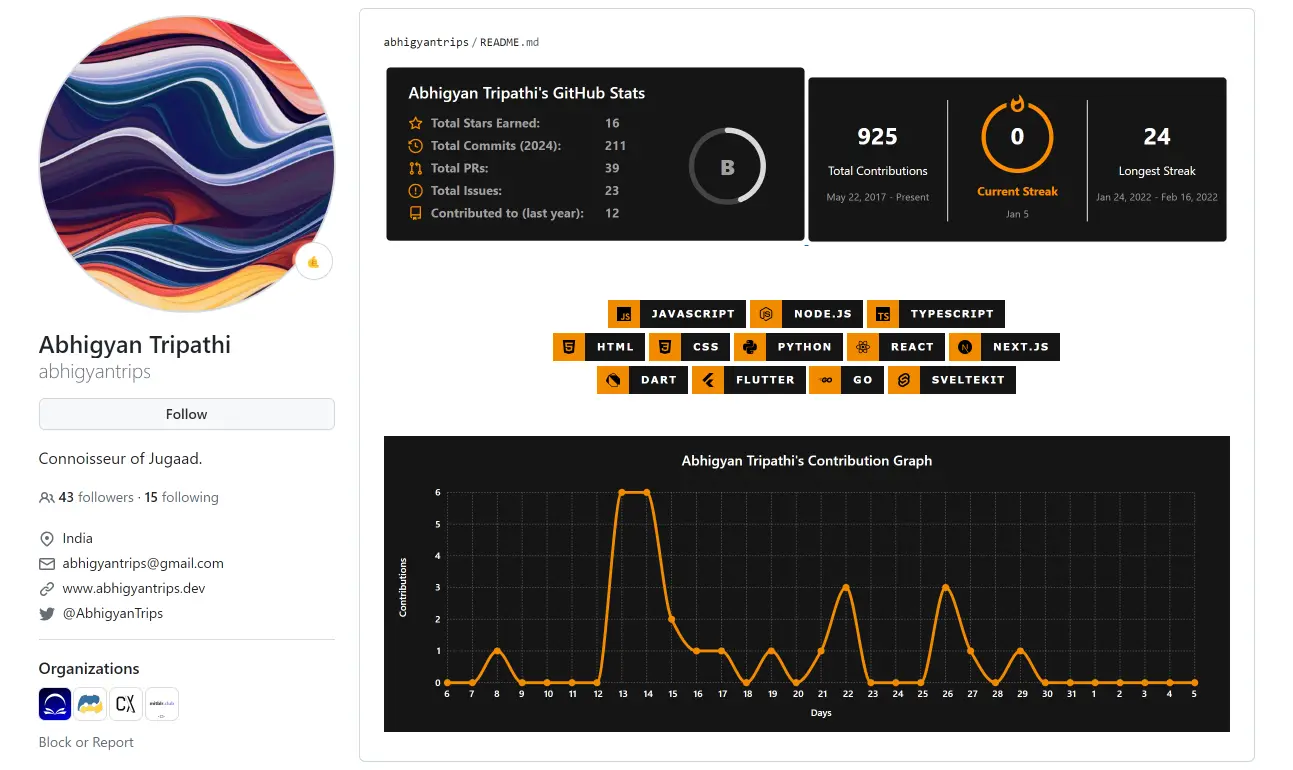 Abhigyan Tripathi
abhigyantrips
Follow
Connoisseur of Jugaad.
43 followers · 15 following
India
abhigyantrips@gmail.com
www.abhigyantrips.dev
@AbhigyanTrips
Organizations
CX
mitblr.club
Block or Report
abhigyantrips/README.md
Abhigyan Tripathi's GitHub Stats
Total Stars Earned: 16
Total Commits (2024): 211
Total PRs: 39
Total Issues: 23
Contributed to (last year): 12
B
925
Total Contributions
May 22, 2017 - Present
0
Current Streak
Jan 5
24
Longest Streak
Jan 24, 2022 - Feb 16, 2022
JS JAVASCRIPT JS NODE.JS TS TYPESCRIPT
5 HTML 3 CSS PYTHON REACT N NEXT.JS
DART FLUTTER GO GO SVELTEKIT
Abhigyan Tripathi's Contribution Graph
6
5
4
3
2
1
0
Contributions
6 7 8 9 10 11 12 13 14 15 16 17 18 19 20 21 22 23 24 25 26 27 28 29 30 31 1 2 3 4 5
Days